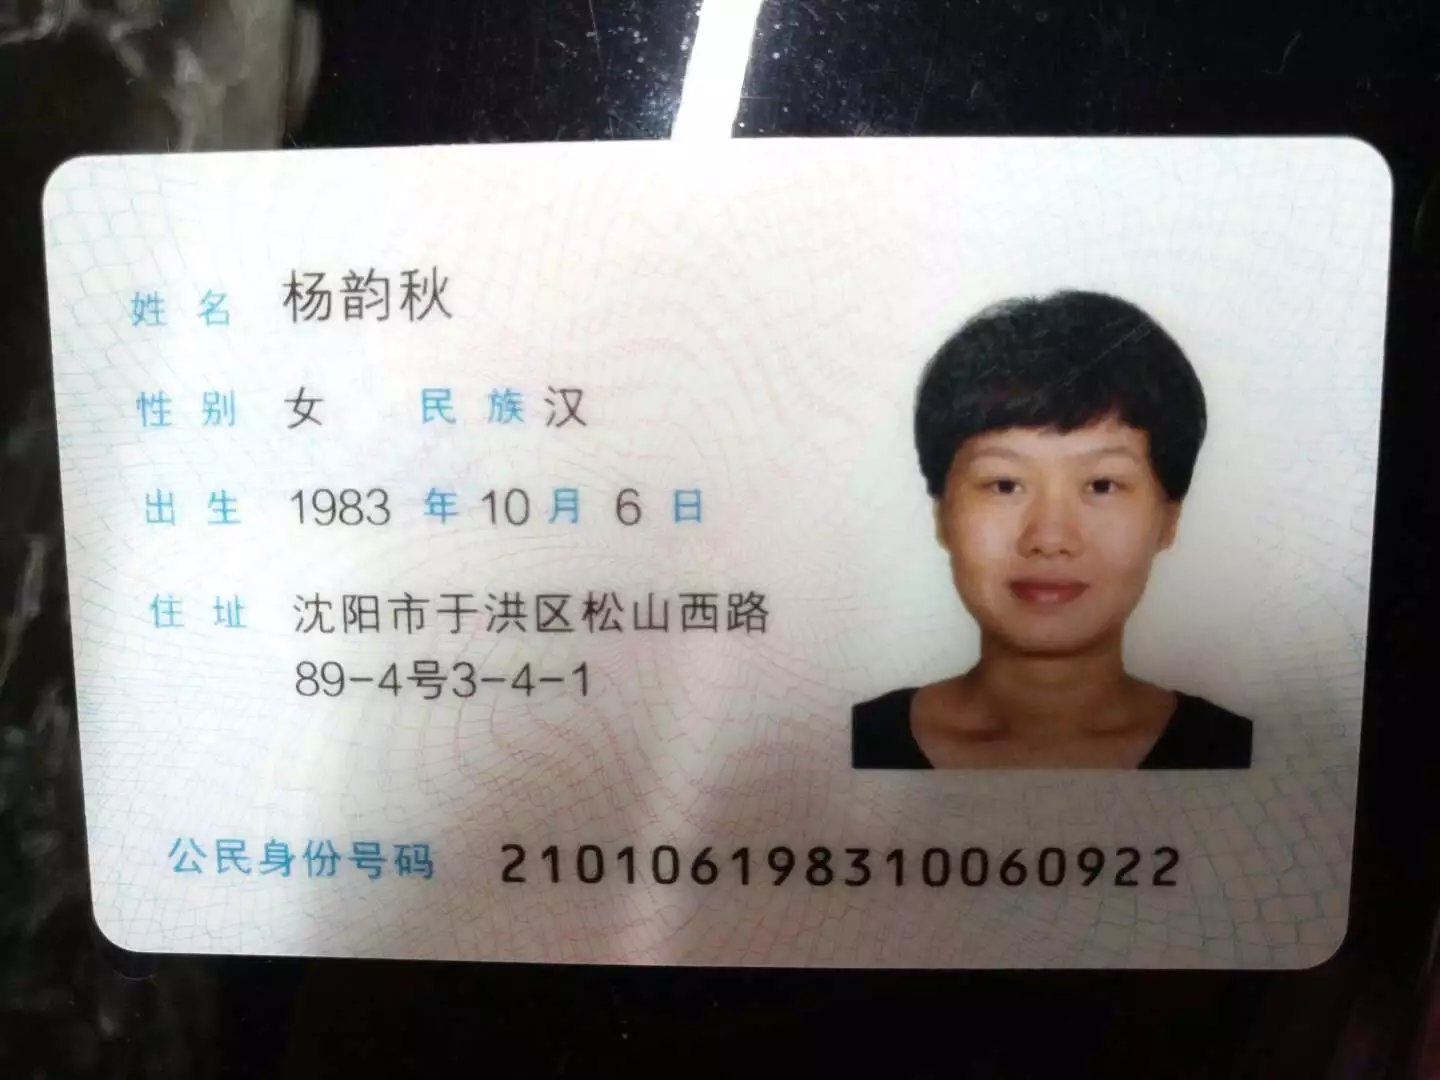 姓名 杨韵秋
性别 女 民族 汉
出生 1983 年 10 月 6 日
住址 沈阳市于洪区松山西路
89-4号3-4-1
公民身份号码 210106198310060922